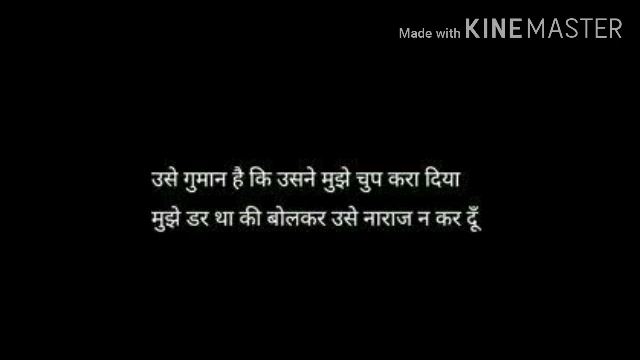 Made with KINEMASTER
उसे गुमान है कि उसने मुझे चुप करा दिया
मुझे डर था की बोलकर उसे नाराज न कर दूँ